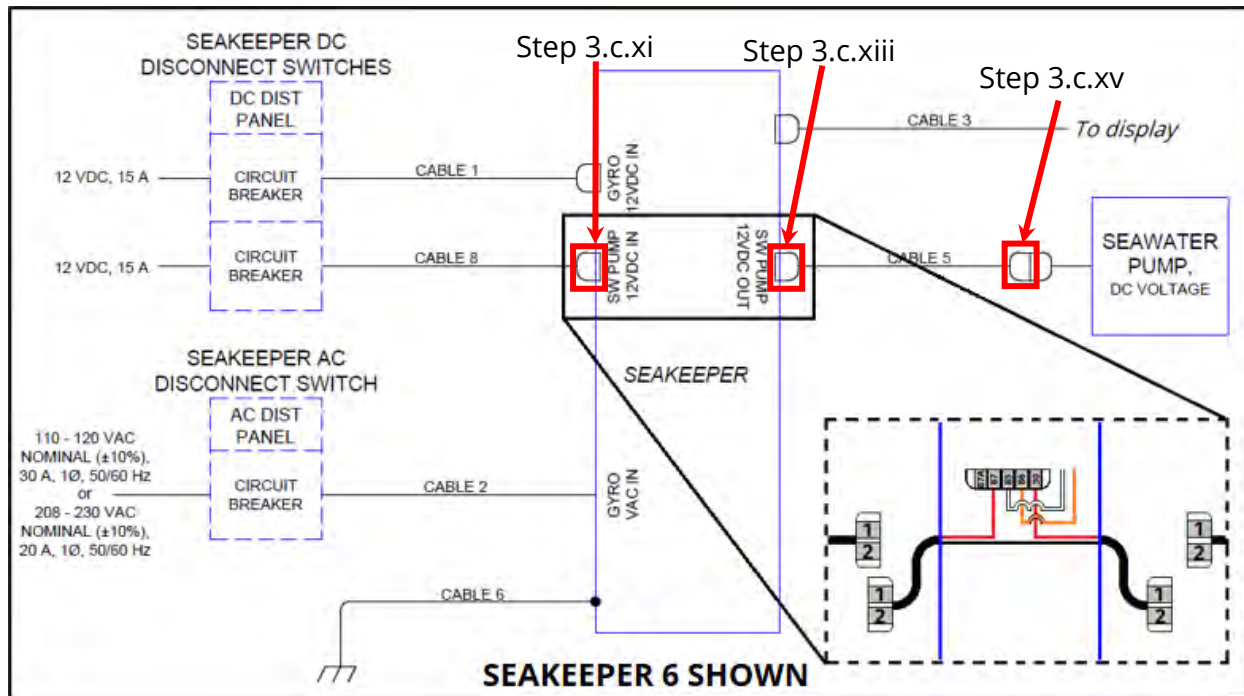 Step 3.c.xi
Step 3.c.xiii
Step 3.c.xv
SEAKEEPER DC
DISCONNECT SWITCHES
DC DIST
PANEL
12 VDC, 15 A
CIRCUIT
BREAKER
CABLE 1
GYRO
12VDC IN
CABLE 3
To display
12 VDC, 15 A
CIRCUIT
BREAKER
CABLE 8
SW PUMP
12VDC IN
SW PUMP
12VDC OUT
CABLE 5
SEAWATER
PUMP,
DC VOLTAGE
SEAKEEPER AC
DISCONNECT SWITCH
AC DIST
PANEL
SEAKEEPER
110 - 120 VAC
NOMINAL (±10%),
30 A, 1Ø, 50/60 Hz
or
208 - 230 VAC
NOMINAL (±10%),
20 A, 1Ø, 50/60 Hz
CIRCUIT
BREAKER
CABLE 2
GYRO
VAC IN
87A
87
85
86
30
1
2
1
2
1
2
1
2
CABLE 6
SEAKEEPER 6 SHOWN